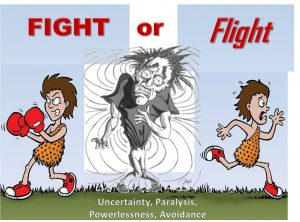 FIGHT or Flight
Uncertainty, Paralysis,
Powerlessness, Avoidance